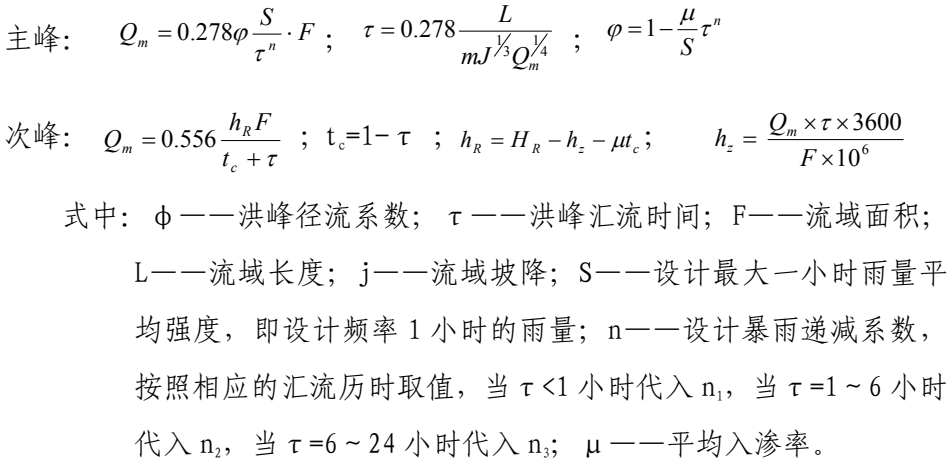 主峰： Q_m = 0.278φ S/τ^n · F ； τ = 0.278 L/(mJ^{1/3}Q_m^{1/4}) ； φ = 1 − μ/S τ^n
次峰： Q_m = 0.556 h_R F/(t_c + τ) ；t_c=1− τ ；h_R = H_R − h_z − μt_c； h_z = (Q_m × τ × 3600)/(F × 10^6)
式中：ф ——洪峰径流系数； τ ——洪峰汇流时间；F——流域面积；
L——流域长度；j——流域坡降；S——设计最大一小时雨量平
均强度，即设计频率 1 小时的雨量；n——设计暴雨递减系数，
按照相应的汇流历时取值，当 τ <1 小时代入 n₁，当 τ =1 ~ 6 小时
代入 n₂，当 τ =6 ~ 24 小时代入 n₃； μ ——平均入渗率。